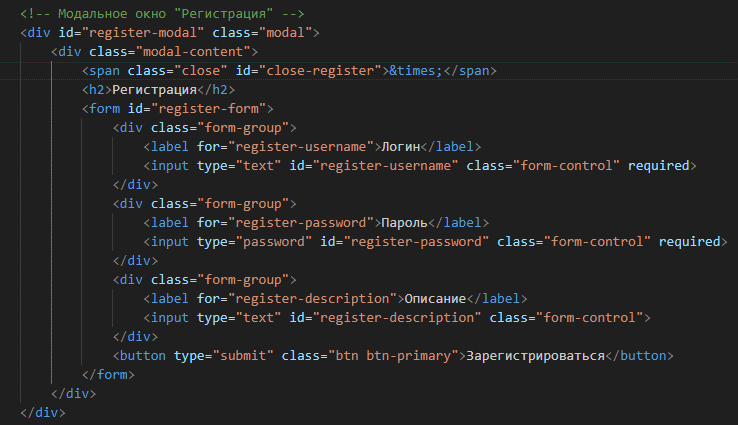 <!-- Модальное окно "Регистрация" -->
<div id="register-modal" class="modal">
<div class="modal-content">
<span class="close" id="close-register">&times;</span>
<h2>Регистрация</h2>
<form id="register-form">
<div class="form-group">
<label for="register-username">Логин</label>
<input type="text" id="register-username" class="form-control" required>
</div>
<div class="form-group">
<label for="register-password">Пароль</label>
<input type="password" id="register-password" class="form-control" required>
</div>
<div class="form-group">
<label for="register-description">Описание</label>
<input type="text" id="register-description" class="form-control">
</div>
<button type="submit" class="btn btn-primary">Зарегистрироваться</button>
</form>
</div>
</div>